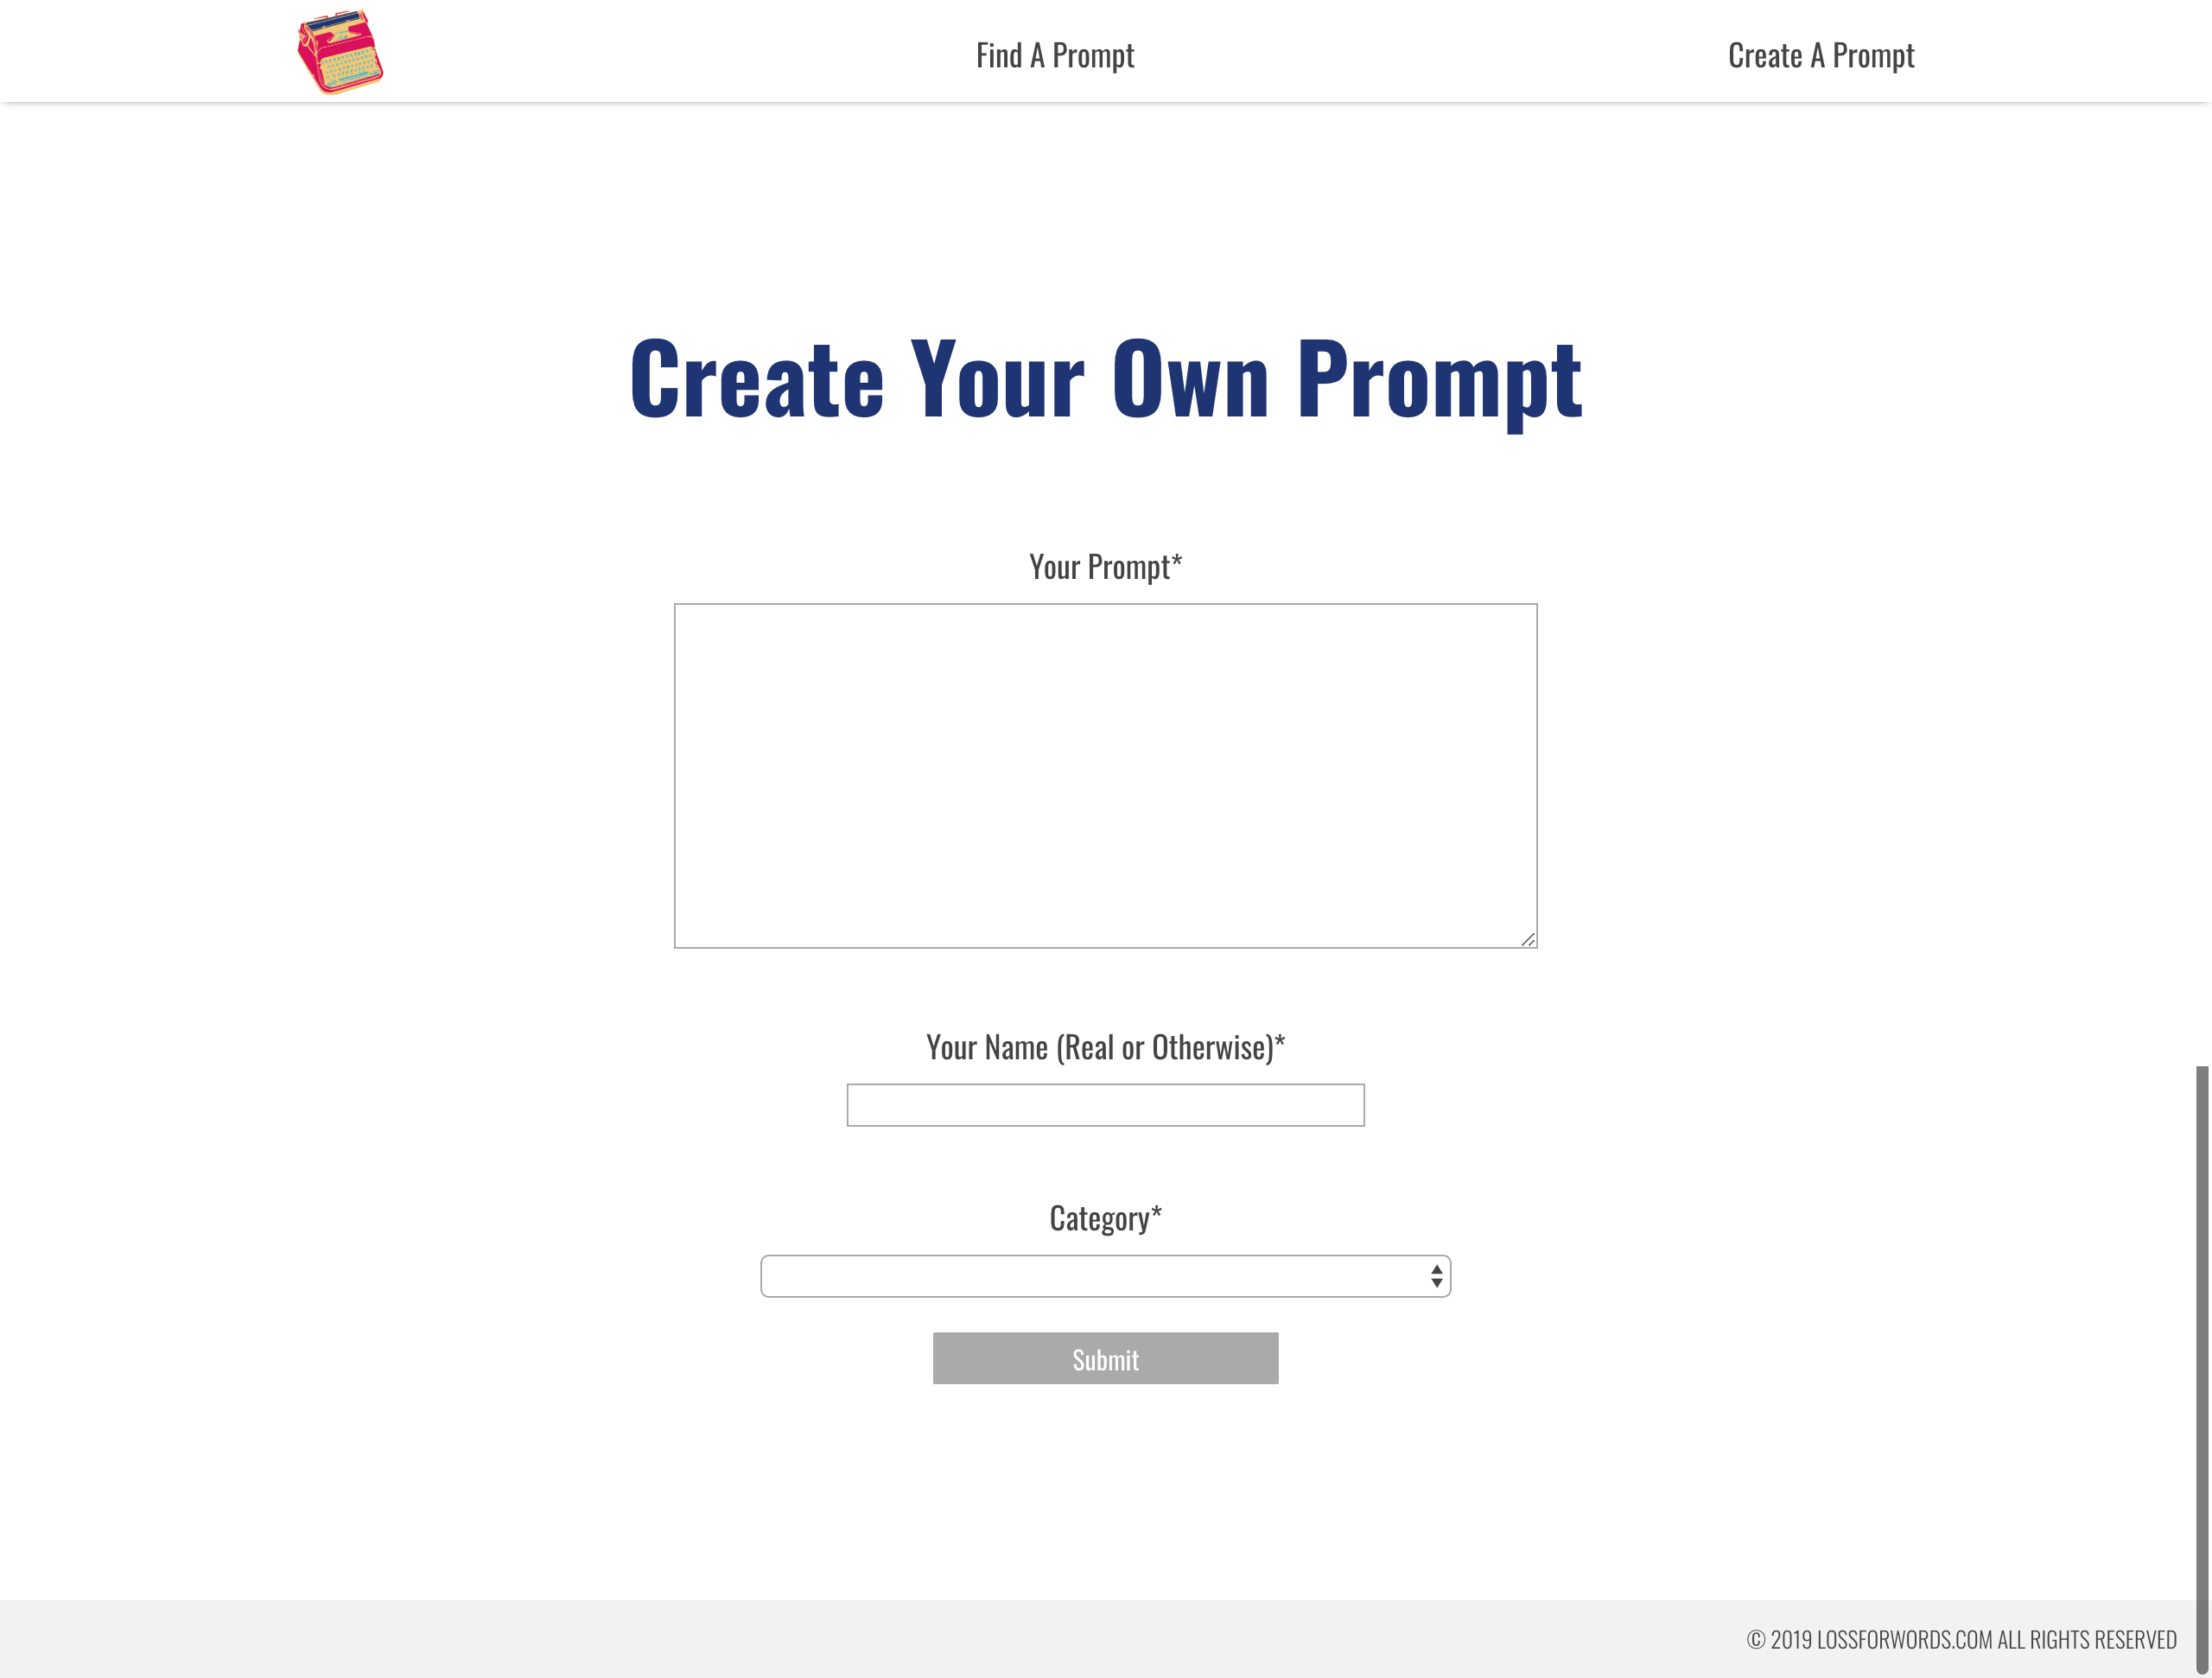 Find A Prompt
Create A Prompt
Create Your Own Prompt
Your Prompt*
Your Name (Real or Otherwise)*
Category*
Submit
© 2019 LOSSFORWORDS.COM ALL RIGHTS RESERVED